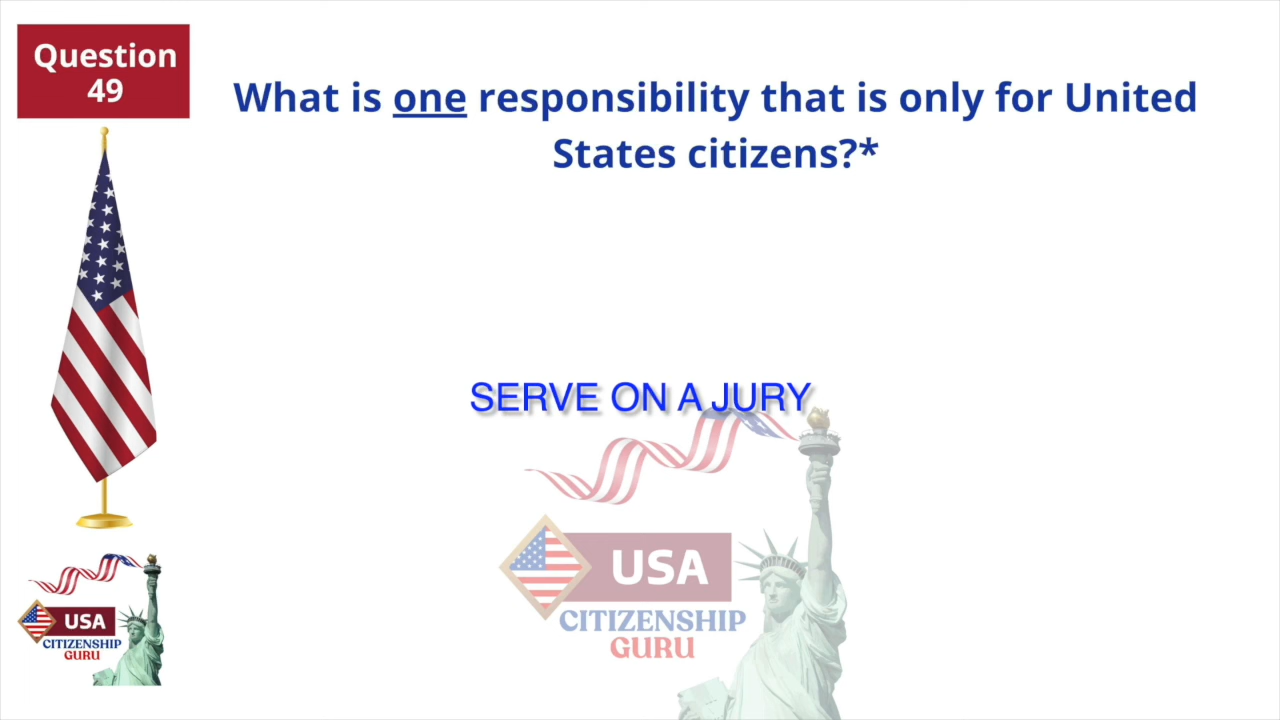 Question
49
What is one responsibility that is only for United
States citizens?*
SERVE ON A JURY
USA
CITIZENSHIP
GURU
USA
CITIZENSHIP
GURU